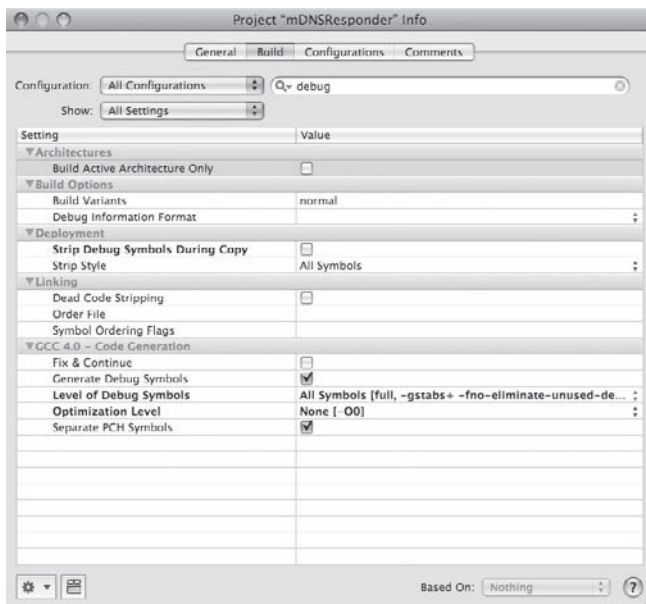 Project “mDNSResponder” Info
General Build Configurations Comments
Configuration: All Configurations debug
Show: All Settings
Setting Value
Architectures
Build Active Architecture Only
Build Options
Build Variants normal
Debug Information Format
Deployment
Strip Debug Symbols During Copy
Strip Style All Symbols
Linking
Dead Code Stripping
Order File
Symbol Ordering Flags
GCC 4.0 – Code Generation
Fix & Continue
Generate Debug Symbols
Level of Debug Symbols All Symbols [full, -gstabs+ -fno-eliminate-unused-de...
Optimization Level None [-O0]
Separate PCH Symbols
Based On: Nothing ?